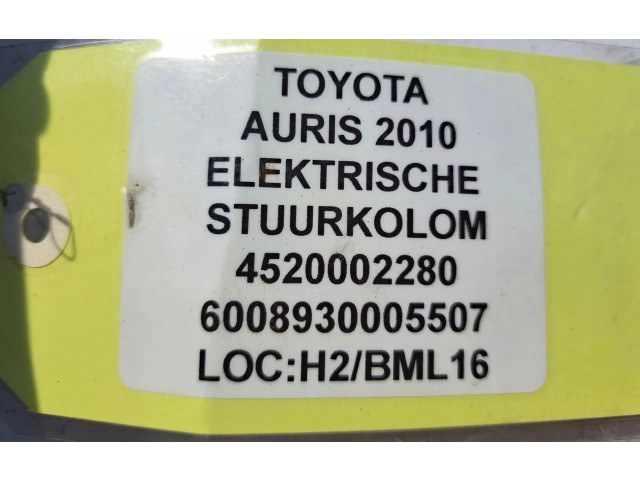 TOYOTA
AURIS 2010
ELEKTRISCHE
STUURKOLOM
4520002280
6008930005507
LOC:H2/BML16